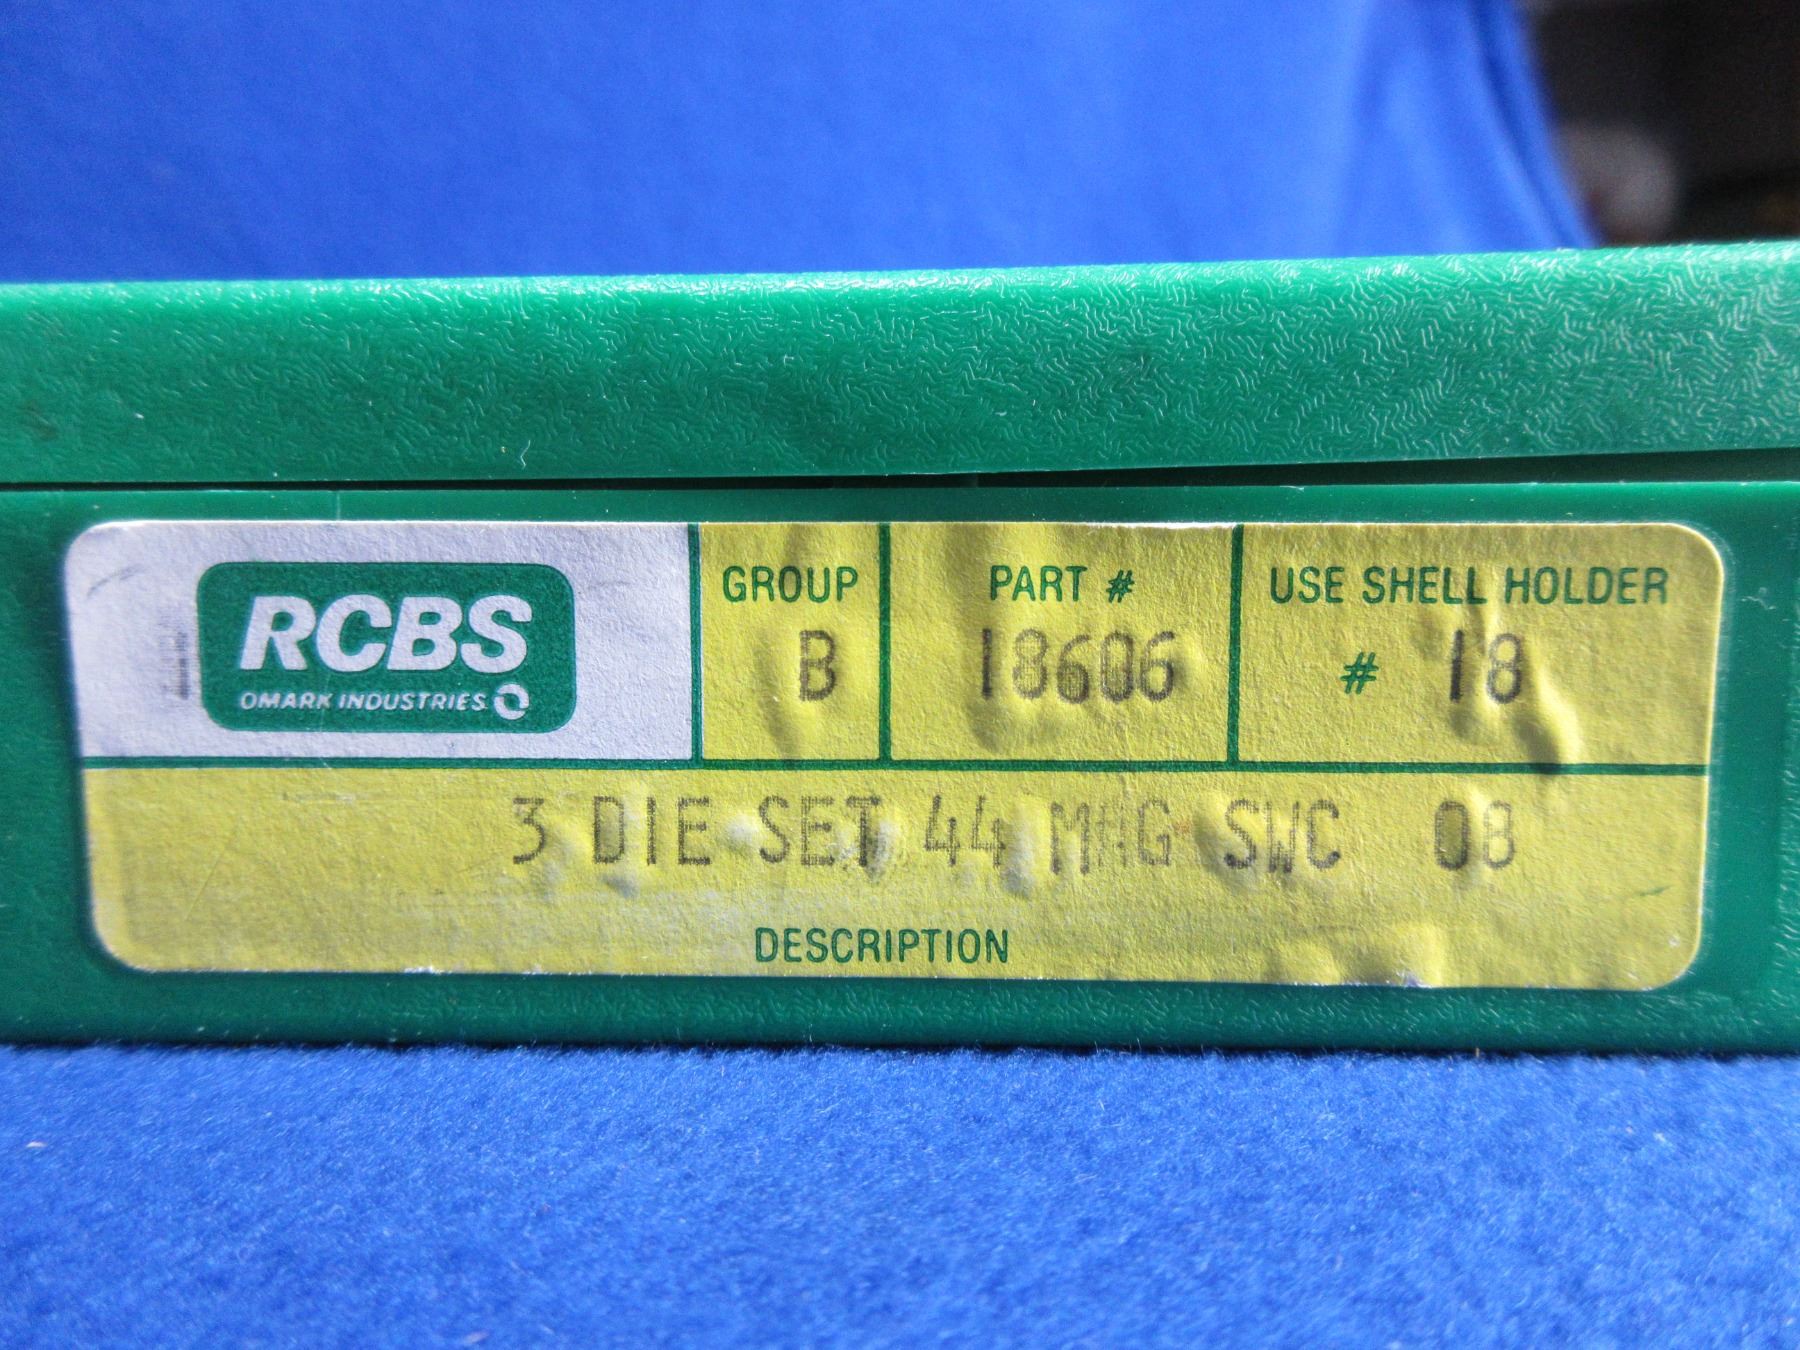 RCBS
OMARK INDUSTRIES
GROUP
B
PART #
18606
USE SHELL HOLDER
# 18
3 DIE SET 44 MAG SWC 08
DESCRIPTION